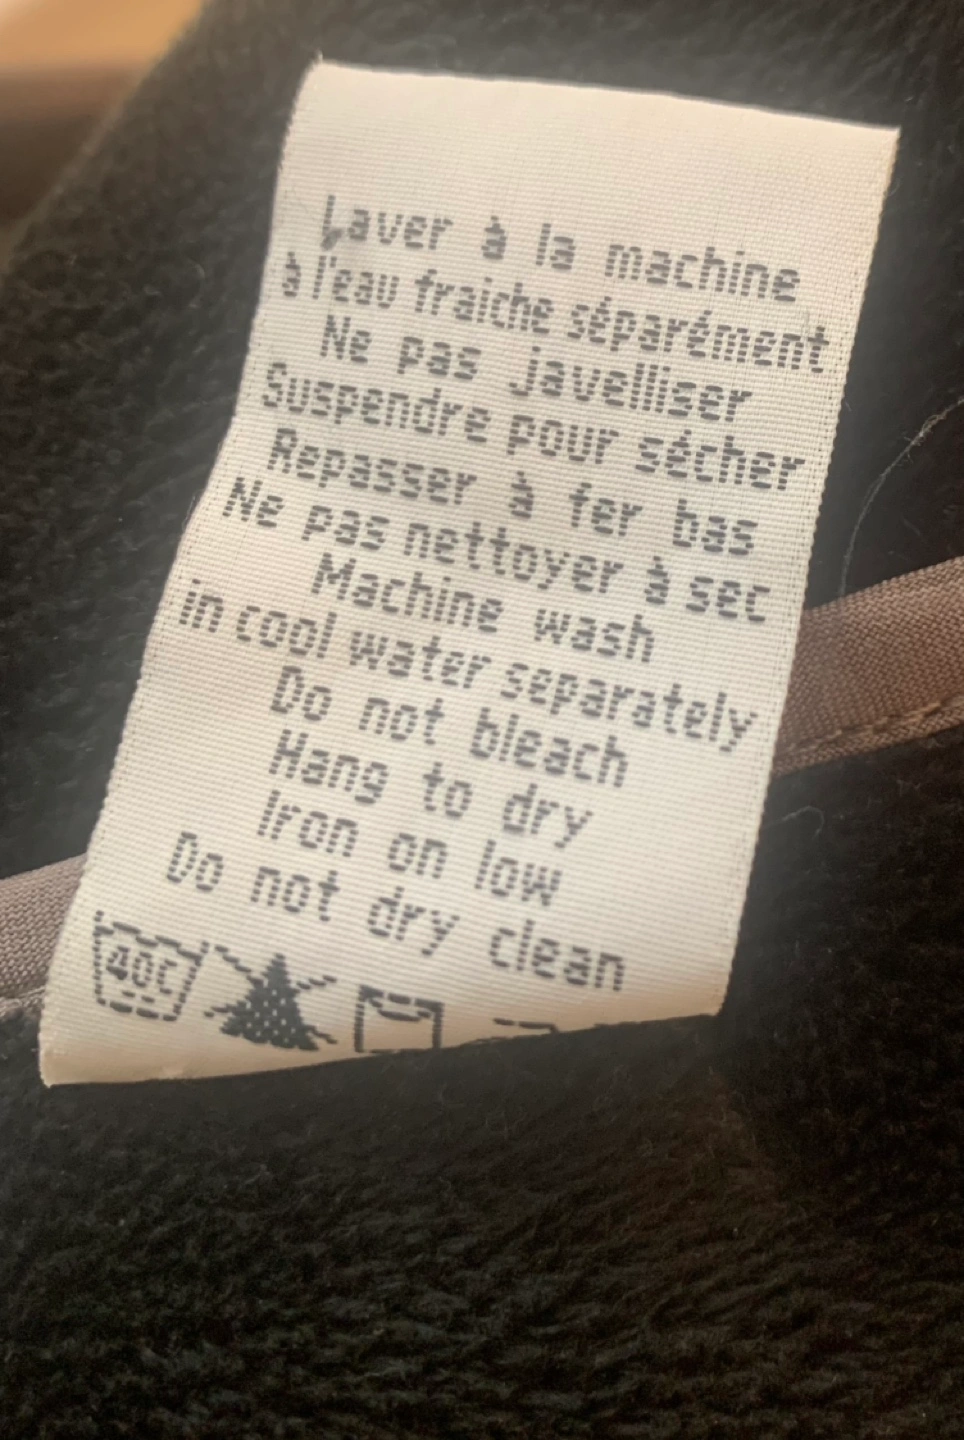 Laver à la machine
à l'eau fraiche séparément
Ne pas javelliser
Suspendre pour sécher
Repasser à fer bas
Ne pas nettoyer à sec
Machine wash
in cool water separately
Do not bleach
Hang to dry
Iron on low
Do not dry clean
40C